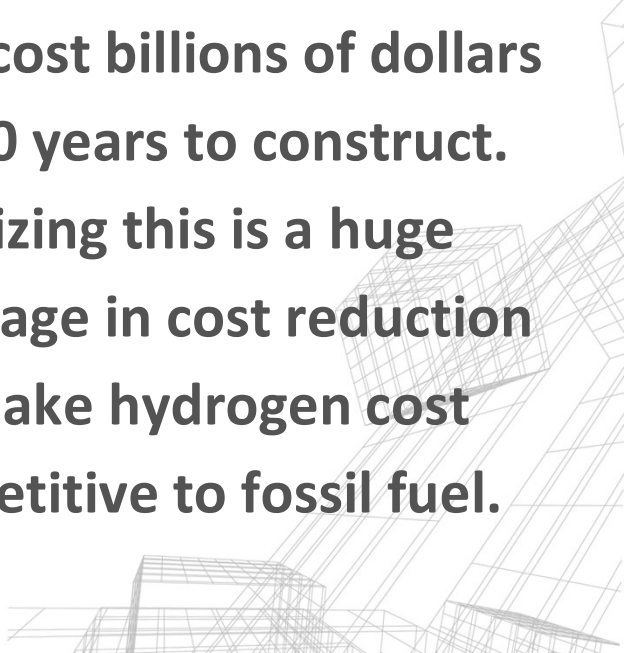 cost billions of dollars
0 years to construct.
izing this is a huge
age in cost reduction
ake hydrogen cost
etitive to fossil fuel.